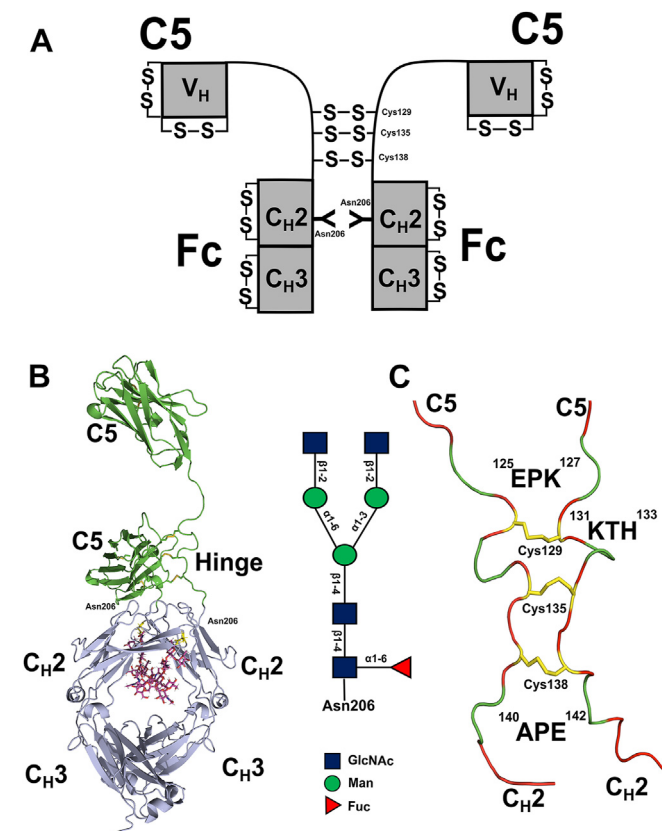 A
C5
C5
S
S
VH
S–S
S
S
VH
S–S
S–S
Cys129
S–S
Cys135
S–S
Cys138
S
S
CH2
Asn206
Asn206
CH2
S
S
Fc
Fc
S
S
CH3
CH3
S
S
B
C5
C5
Hinge
Asn206
Asn206
CH2
CH2
CH3
CH3
β1-2
β1-2
α1-6
α1-3
β1-4
β1-4
α1-6
Asn206
GlcNAc
Man
Fuc
C
C5
C5
125EPK127
131KTH133
Cys129
Cys135
Cys138
140APE142
CH2
CH2